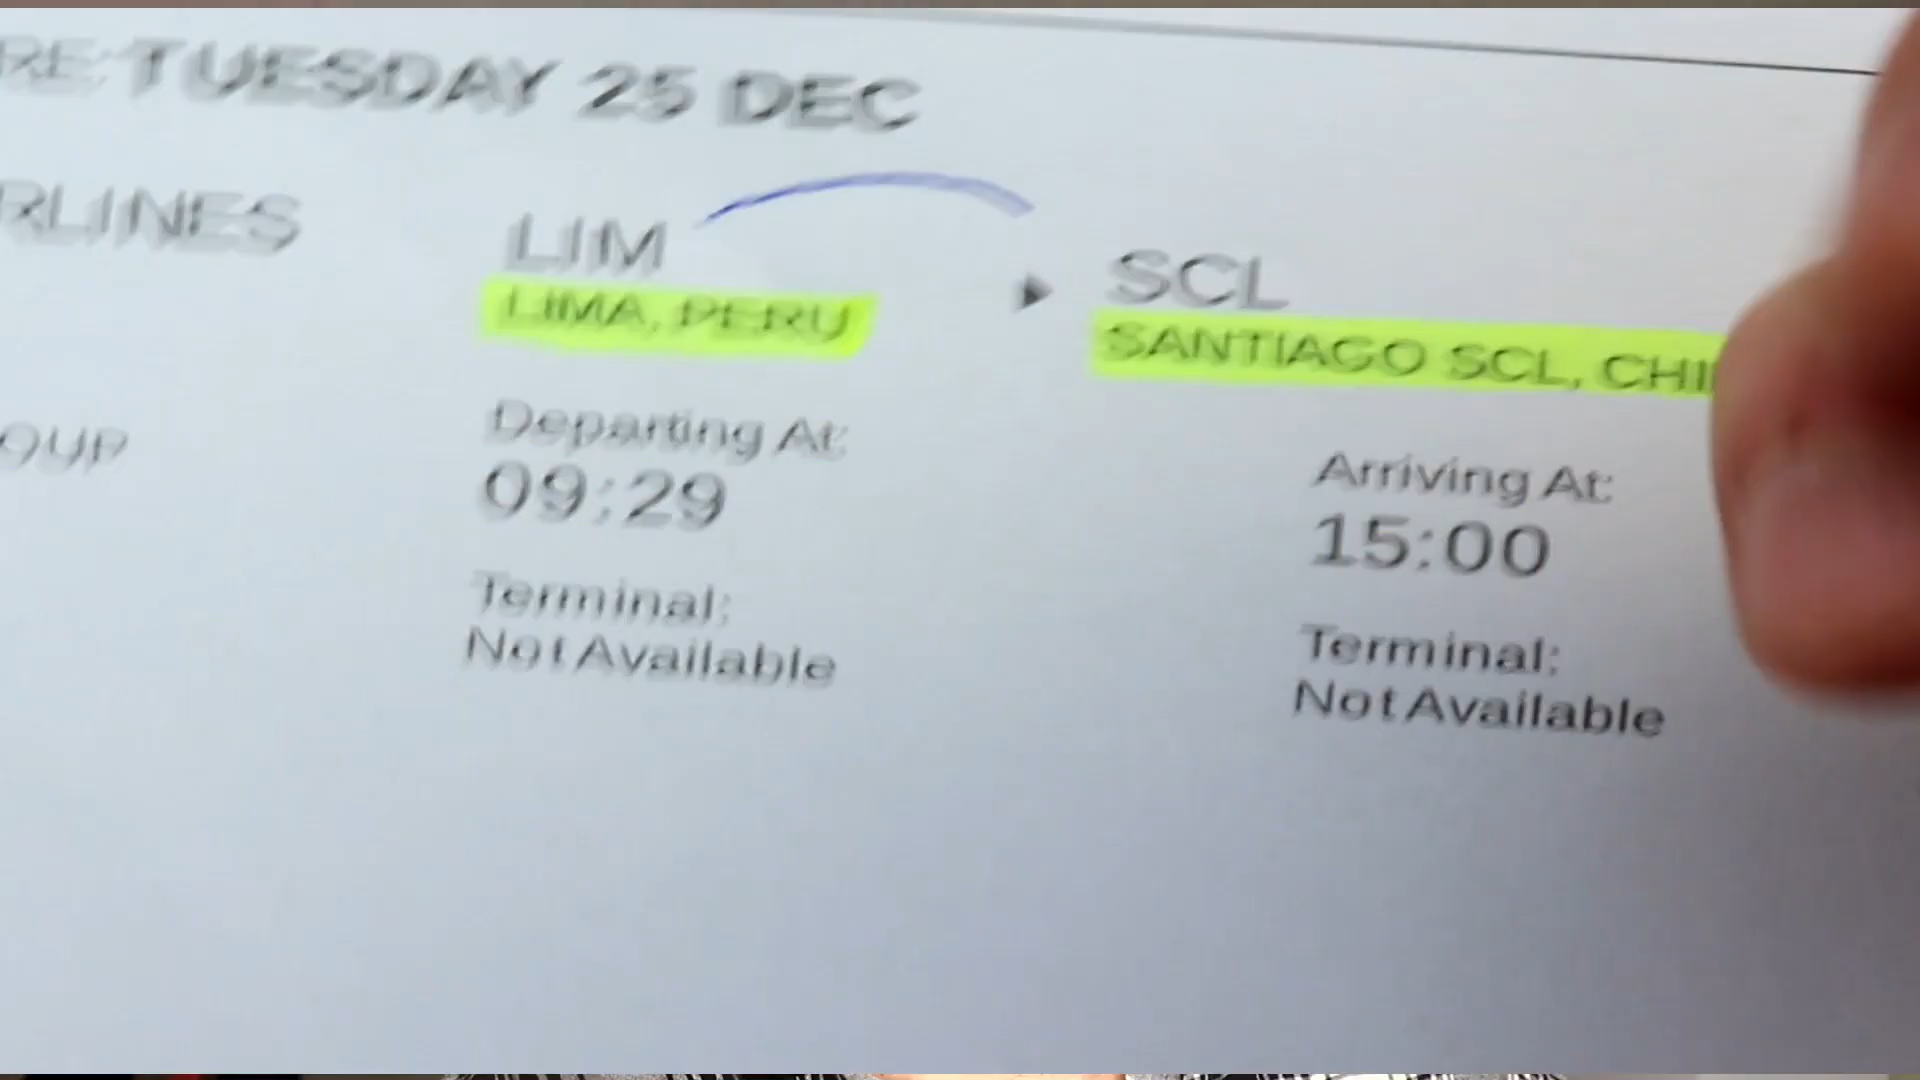 RE: TUESDAY 25 DEC
RLINES
LIM
LIMA, PERU
SCL
SANTIAGO SCL, CHI
OUP
Departing At:
09:29
Arriving At:
15:00
Terminal:
Not Available
Terminal:
Not Available